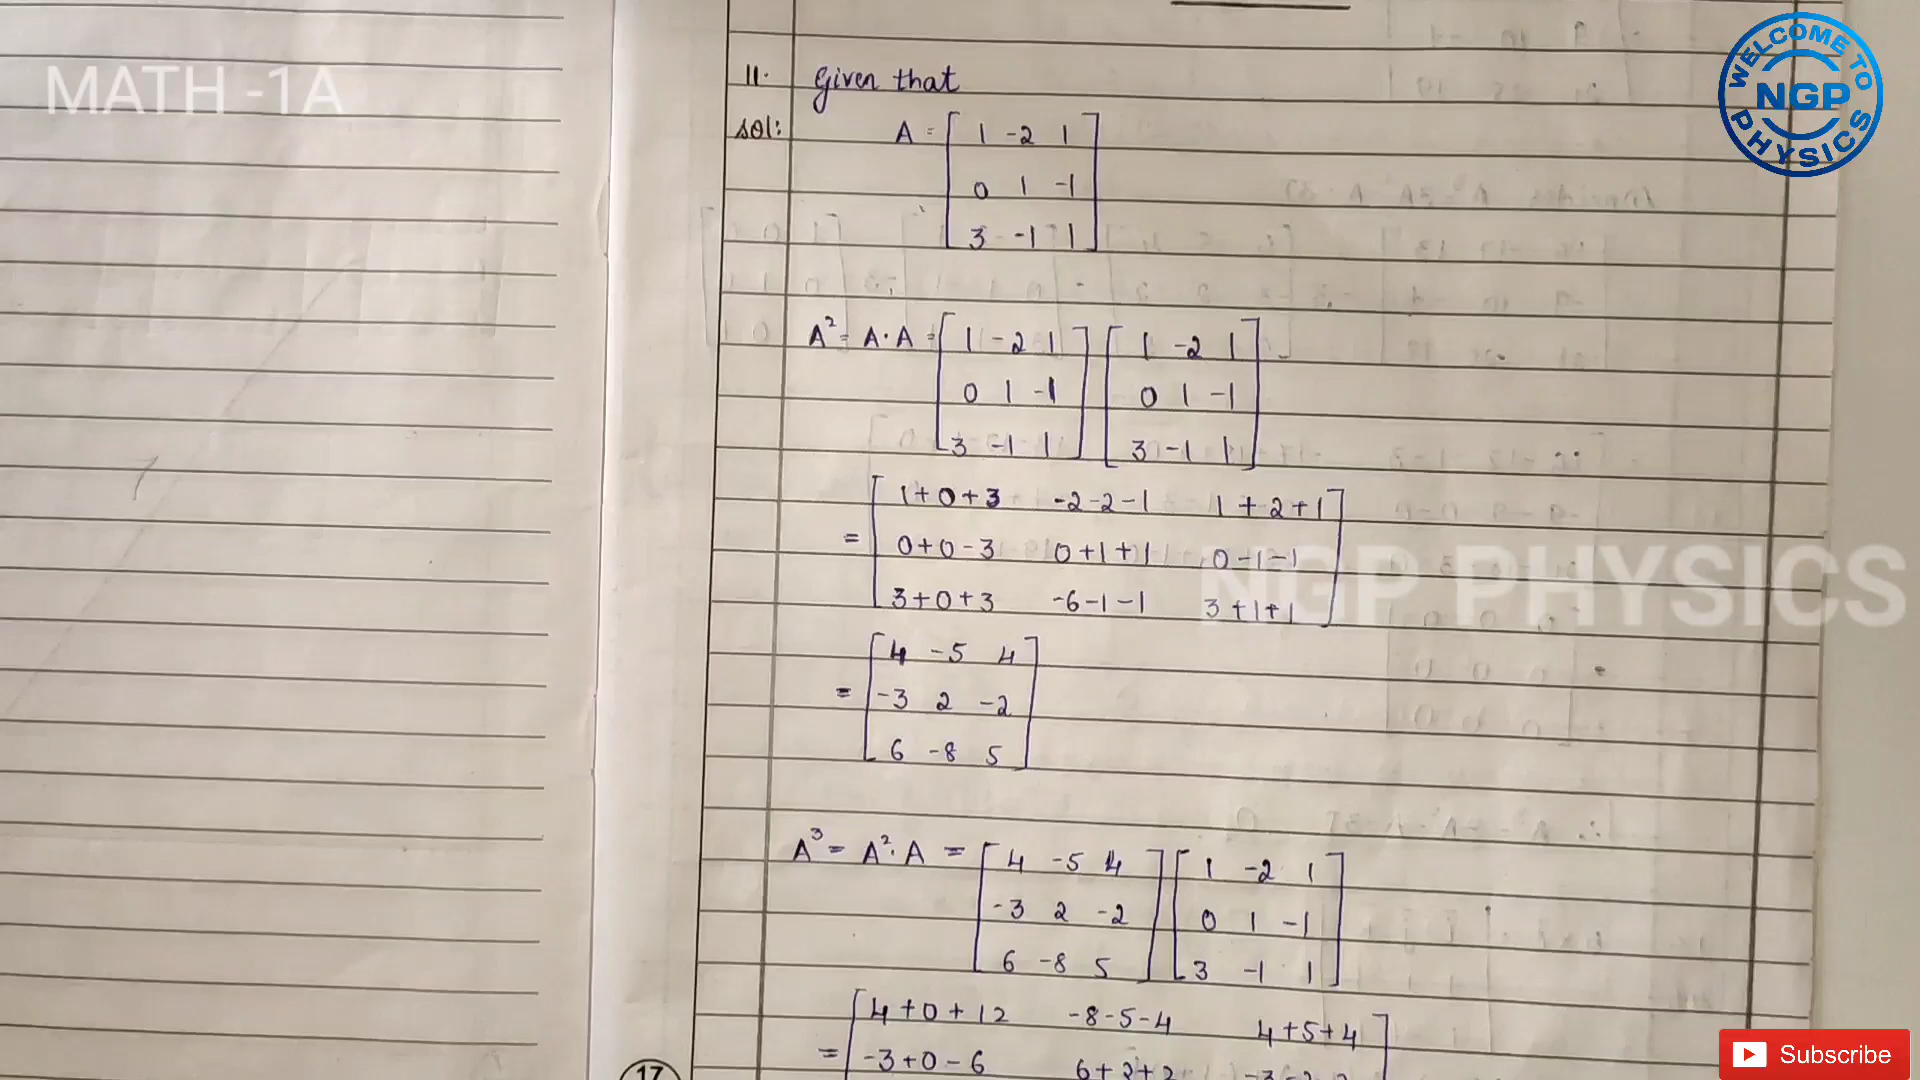 MATH -1A
WELCOME TO
NGP
PHYSICS
11. Given that
Sol: A = [ 1 -2 1
0 1 -1
3 -1 1 ]
A² = A·A = [ 1 -2 1 ] [ 1 -2 1 ]
0 1 -1 0 1 -1
3 -1 1 3 -1 1
[ 1+0+3 -2-2-1 1+2+1 ]
= 0+0-3 0+1+1 0-1-1
3+0+3 -6-1-1 3+1+1
NGP PHYSICS
[ 4 -5 4 ]
= -3 2 -2
6 -8 5
A³ = A²·A = [ 4 -5 4 ] [ 1 -2 1 ]
-3 2 -2 0 1 -1
6 -8 5 3 -1 1
[ 4+0+12 -8-5-4 4+5+4 ]
= -3+0-6 6+2+2
17
Subscribe